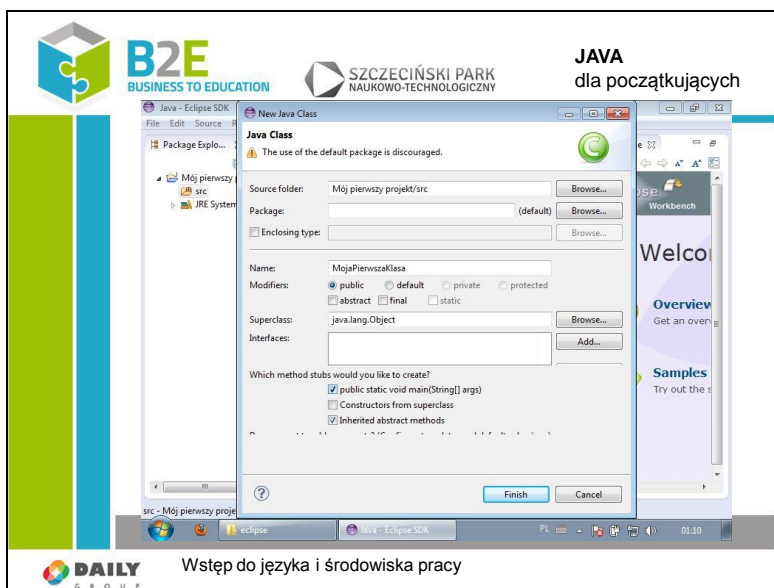 B2E
BUSINESS TO EDUCATION
SZCZECIŃSKI PARK
NAUKOWO-TECHNOLOGICZNY
JAVA
dla początkujących
Java - Eclipse SDK
File Edit Source
Package Explo...
Mój pierwszy
src
JRE System
New Java Class
Java Class
The use of the default package is discouraged.
Source folder: Mój pierwszy projekt/src Browse...
Package: (default) Browse...
Enclosing type: Browse...
Name: MojaPierwszaKlasa
Modifiers: public default private protected
abstract final static
Superclass: java.lang.Object Browse...
Interfaces: Add...
Which method stubs would you like to create?
public static void main(String[] args)
Constructors from superclass
Inherited abstract methods
Finish Cancel
Workbench
Overview
Get an over
Samples
Try out the s
src - Mój pierwszy proje
eclipse Java - Eclipse SDK PL 01:10
DAILY
GROUP
Wstęp do języka i środowiska pracy